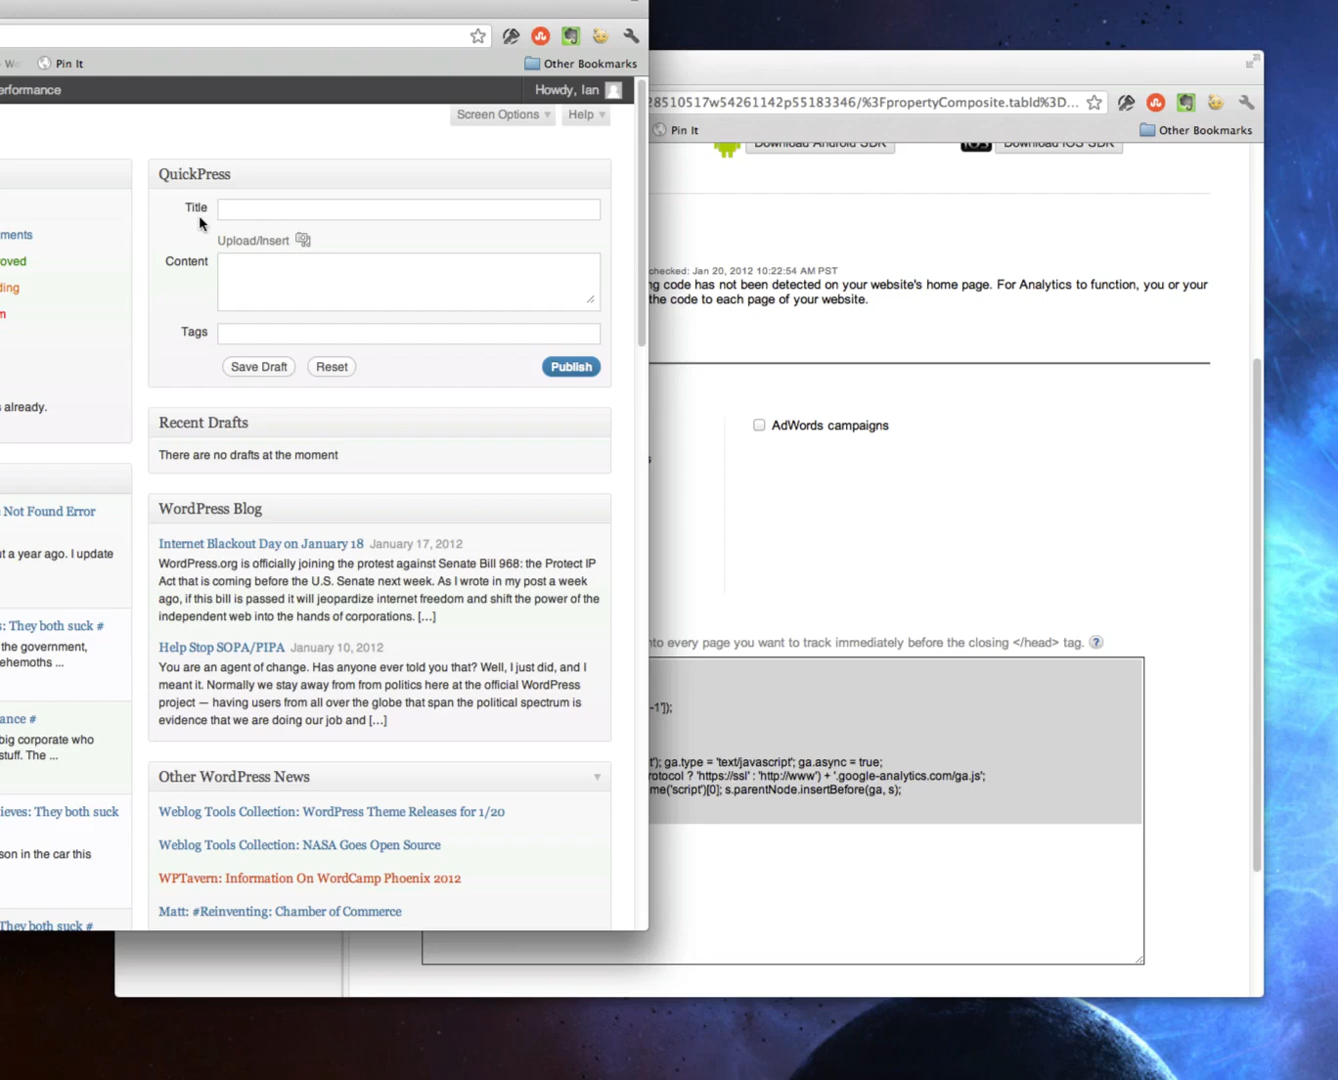 We
Pin It
Other Bookmarks
erformance
Howdy, Ian
Screen Options
Help
ments
oved
ding
m
already.
Not Found Error
t a year ago. I update
: They both suck #
the government,
ehemoths ...
ance #
big corporate who
stuff. The ...
ieves: They both suck
son in the car this
They both suck #
QuickPress
Title
Upload/Insert
Content
Tags
Save Draft
Reset
Publish
Recent Drafts
There are no drafts at the moment
WordPress Blog
Internet Blackout Day on January 18 January 17, 2012
WordPress.org is officially joining the protest against Senate Bill 968: the Protect IP
Act that is coming before the U.S. Senate next week. As I wrote in my post a week
ago, if this bill is passed it will jeopardize internet freedom and shift the power of the
independent web into the hands of corporations. […]
Help Stop SOPA/PIPA January 10, 2012
You are an agent of change. Has anyone ever told you that? Well, I just did, and I
meant it. Normally we stay away from from politics here at the official WordPress
project — having users from all over the globe that span the political spectrum is
evidence that we are doing our job and […]
Other WordPress News
Weblog Tools Collection: WordPress Theme Releases for 1/20
Weblog Tools Collection: NASA Goes Open Source
WPTavern: Information On WordCamp Phoenix 2012
Matt: #Reinventing: Chamber of Commerce
28510517w54261142p55183346/%3FpropertyComposite.tabId%3D...
Pin It
Other Bookmarks
Download Android SDK
Download iOS SDK
checked: Jan 20, 2012 10:22:54 AM PST
ng code has not been detected on your website's home page. For Analytics to function, you or your
the code to each page of your website.
AdWords campaigns
nto every page you want to track immediately before the closing </head> tag.
-1']);
t'); ga.type = 'text/javascript'; ga.async = true;
rotocol ? 'https://ssl' : 'http://www') + '.google-analytics.com/ga.js';
me('script')[0]; s.parentNode.insertBefore(ga, s);